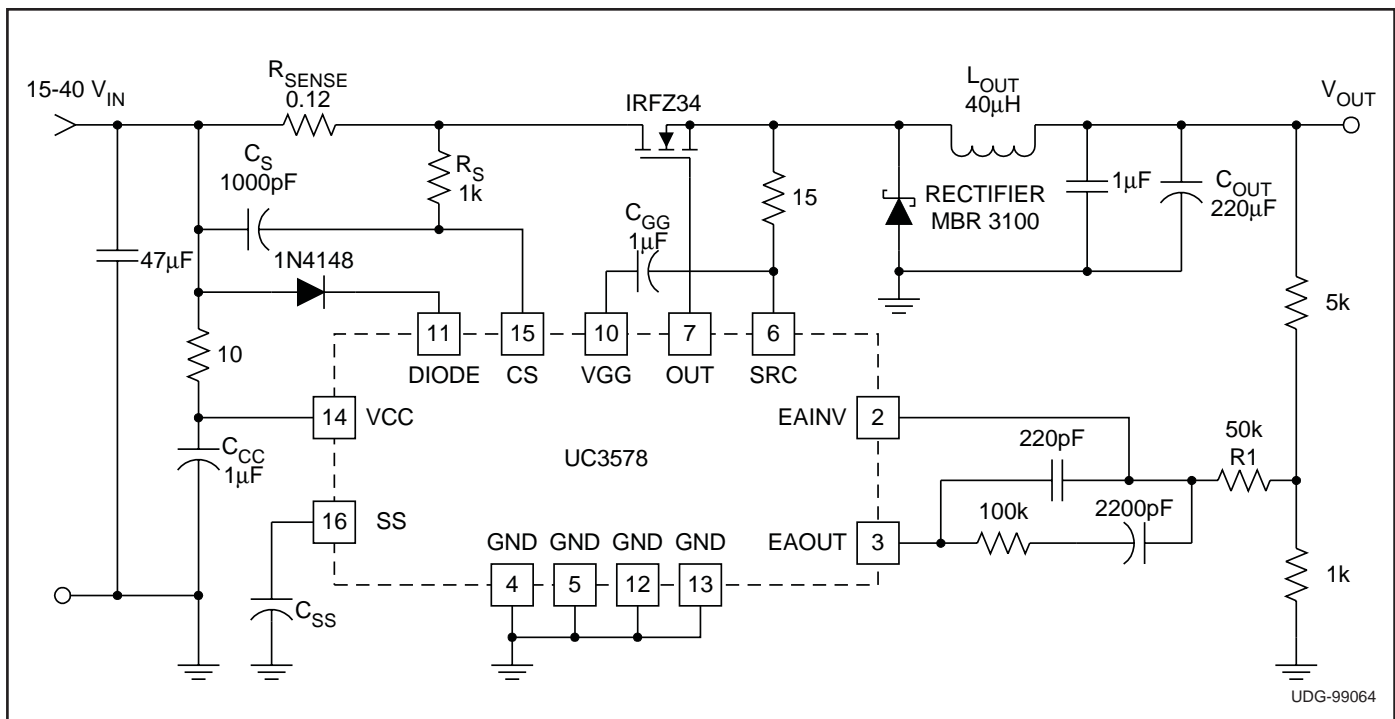 15-40 V_IN
R_SENSE
0.12
IRFZ34
L_OUT
40µH
V_OUT
C_S
1000pF
R_S
1k
15
RECTIFIER
MBR 3100
1µF
C_OUT
220µF
47µF
1N4148
C_GG
1µF
5k
10
11
15
10
7
6
DIODE
CS
VGG
OUT
SRC
14
VCC
EAINV
2
C_CC
1µF
UC3578
220pF
50k
R1
16
SS
100k
2200pF
GND
GND
GND
GND
EAOUT
3
4
5
12
13
1k
C_SS
UDG-99064